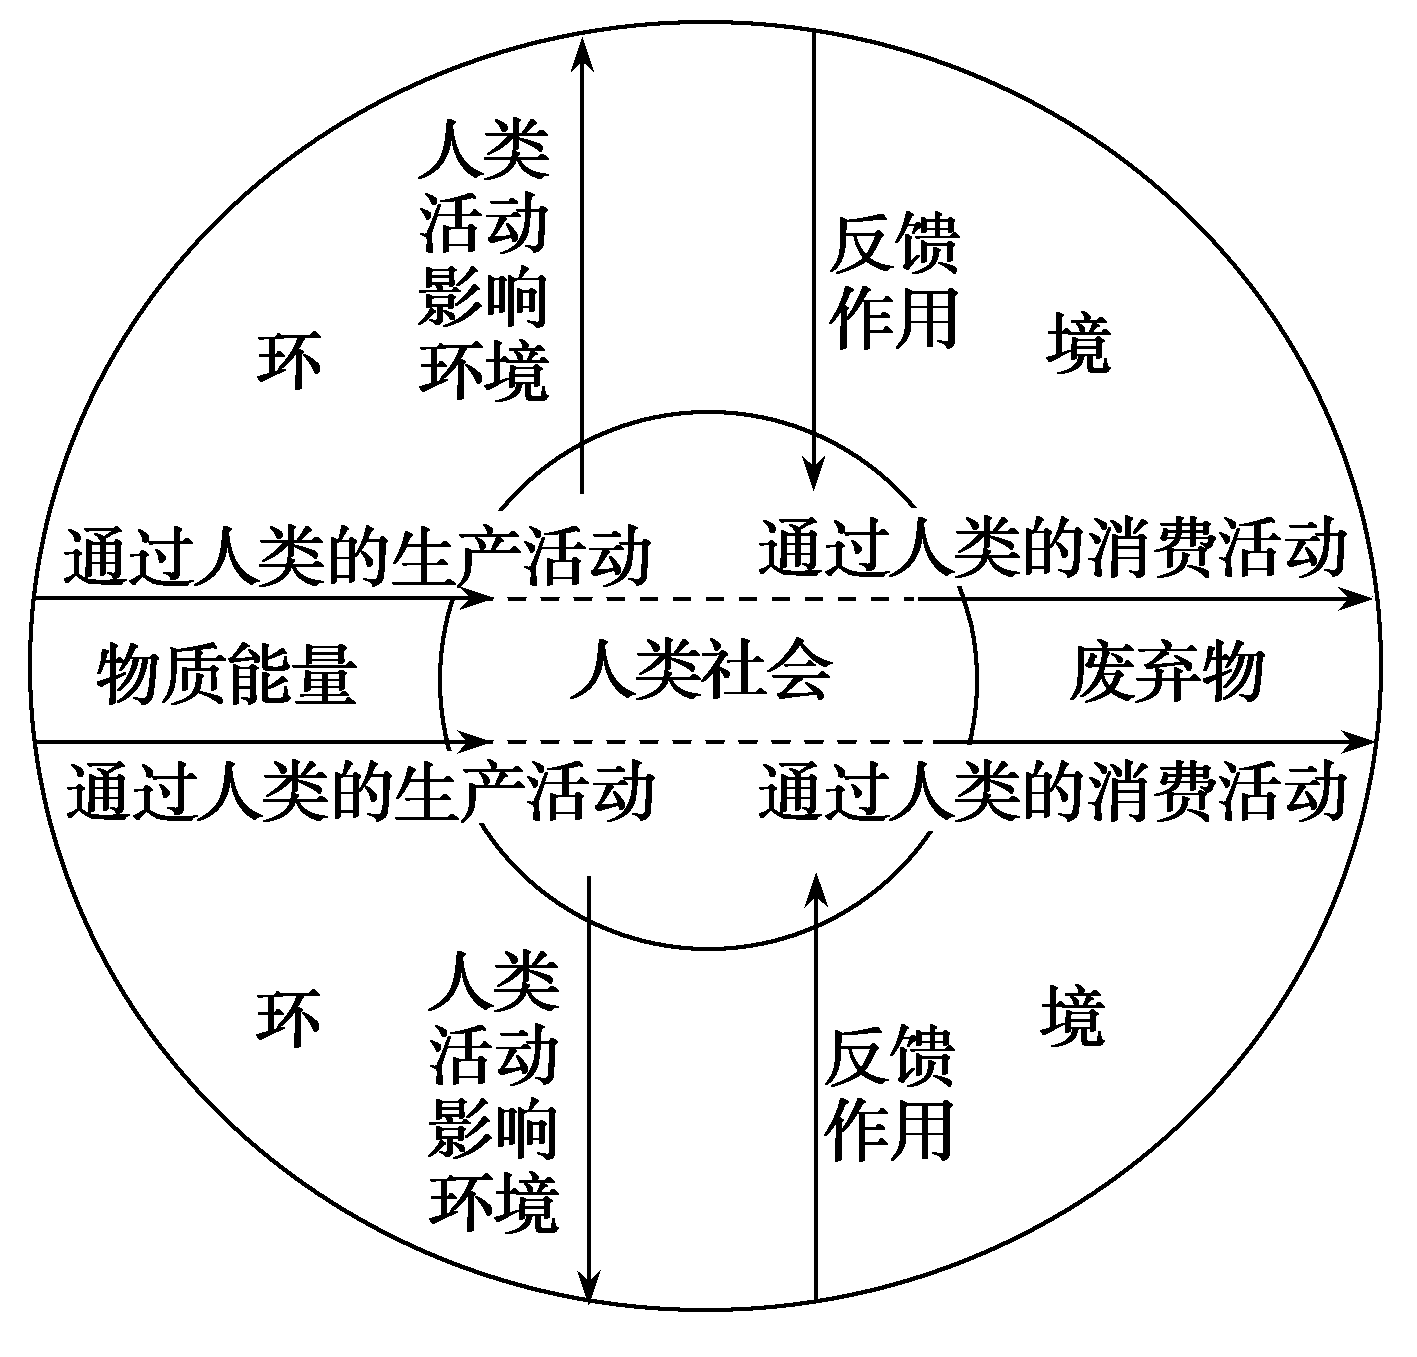 人类
活动
影响
环境
反馈
作用
环
境
通过人类的生产活动
通过人类的消费活动
物质能量
人类社会
废弃物
通过人类的生产活动
通过人类的消费活动
人类
活动
影响
环境
反馈
作用
环
境